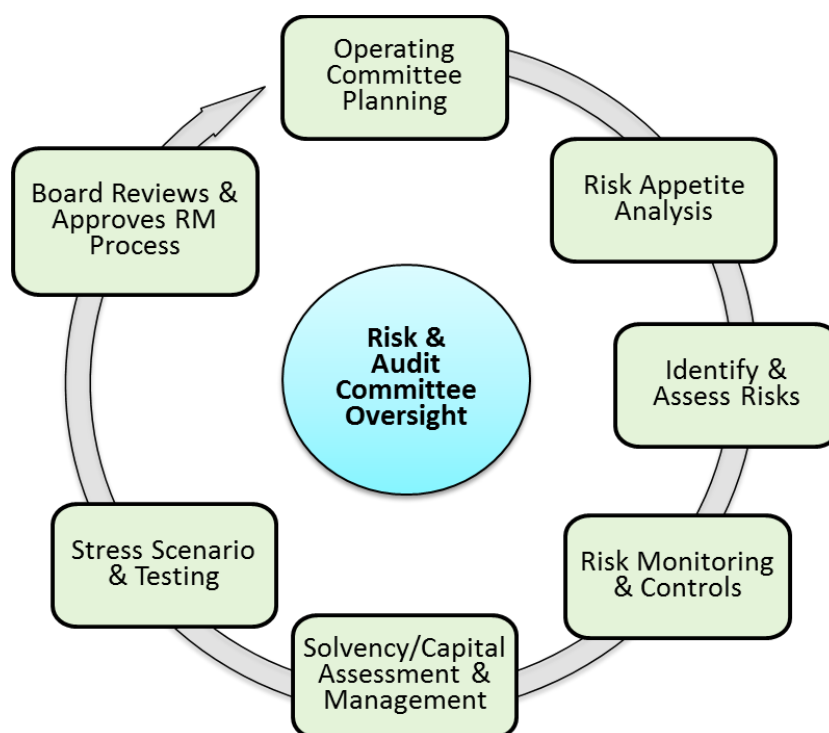 Operating
Committee
Planning
Risk Appetite
Analysis
Identify &
Assess Risks
Risk Monitoring
& Controls
Solvency/Capital
Assessment &
Management
Stress Scenario
& Testing
Board Reviews &
Approves RM
Process
Risk &
Audit
Committee
Oversight